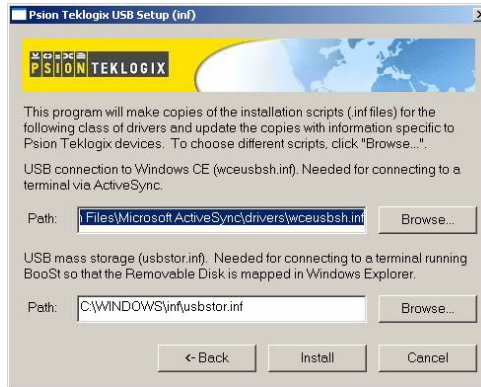 Psion Teklogix USB Setup (inf)
PSION TEKLOGIX
This program will make copies of the installation scripts (.inf files) for the
following class of drivers and update the copies with information specific to
Psion Teklogix devices. To choose different scripts, click "Browse...".
USB connection to Windows CE (wceusbsh.inf). Needed for connecting to a
terminal via ActiveSync.
Path: Files\Microsoft ActiveSync\drivers\wceusbsh.inf Browse...
USB mass storage (usbstor.inf). Needed for connecting to a terminal running
BooSt so that the Removable Disk is mapped in Windows Explorer.
Path: C:\WINDOWS\inf\usbstor.inf Browse...
<- Back Install Cancel